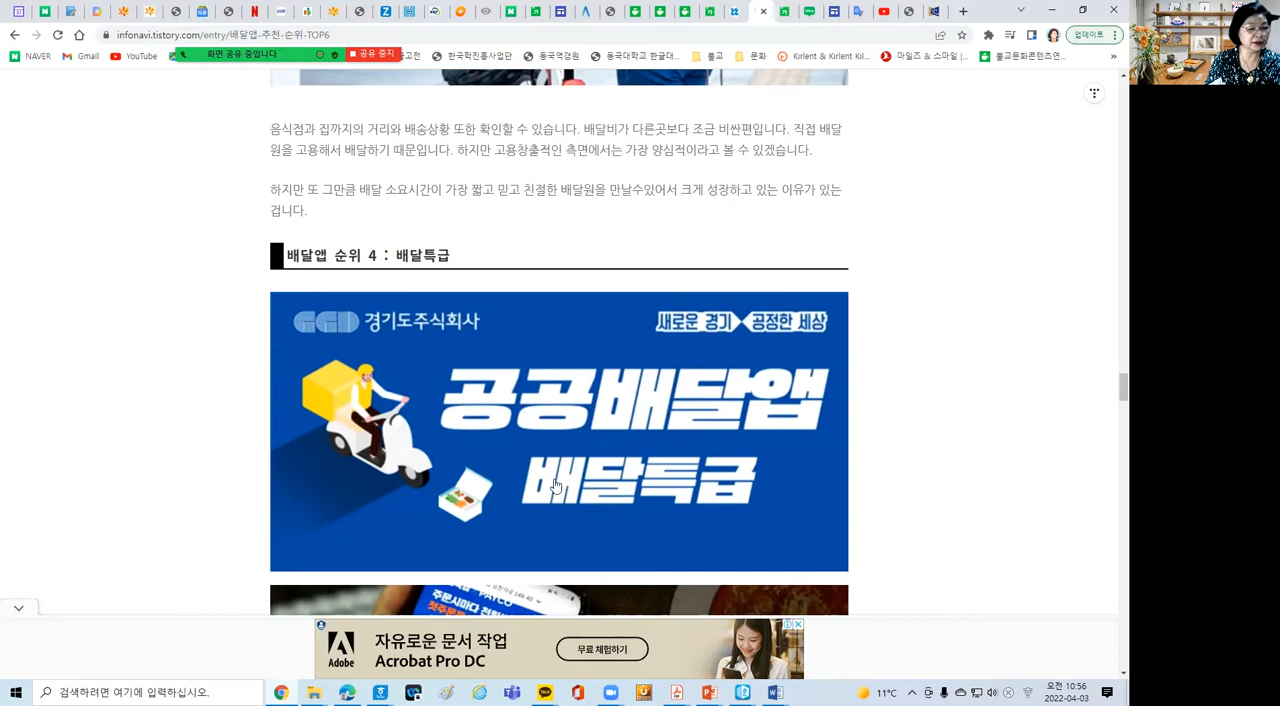 infonavi.tistory.com/entry/배달앱-추천-순위-TOP6
업데이트
NAVER
Gmail
YouTube
화면 공유 중입니다
공유 중지
한국학진흥사업단
동국역경원
동국대학교 한글대...
불교
문화
Kirlent & Kirlent Kil...
마일즈 & 스마일 |...
불교문화콘텐츠연...
음식점과 집까지의 거리와 배송상황 또한 확인할 수 있습니다. 배달비가 다른곳보다 조금 비싼편입니다. 직접 배달
원을 고용해서 배달하기 때문입니다. 하지만 고용창출적인 측면에서는 가장 양심적이라고 볼 수 있겠습니다.
하지만 또 그만큼 배달 소요시간이 가장 짧고 믿고 친절한 배달원을 만날수있어서 크게 성장하고 있는 이유가 있는
겁니다.
배달앱 순위 4 : 배달특급
경기도주식회사
새로운 경기 공정한 세상
공공배달앱
배달특급
PAYCO
주문시마다
자유로운 문서 작업
Acrobat Pro DC
Adobe
무료 체험하기
검색하려면 여기에 입력하십시오.
11°C
오전 10:56
2022-04-03